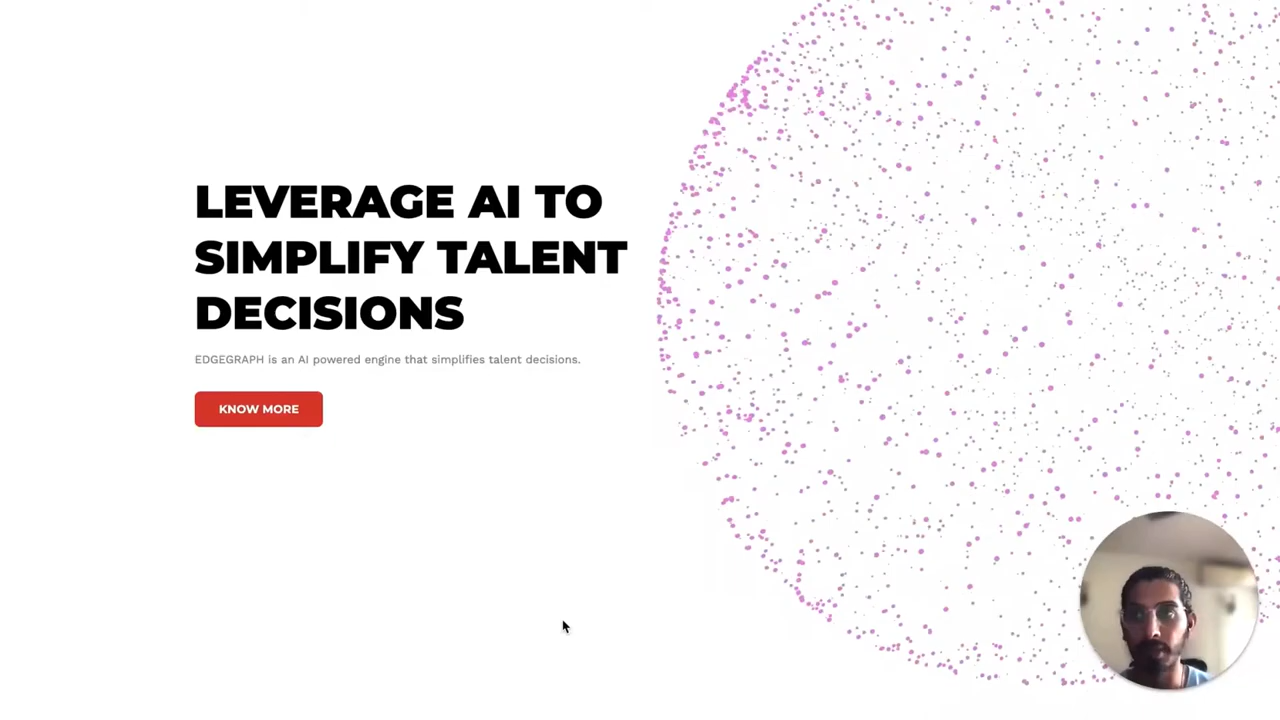 LEVERAGE AI TO
SIMPLIFY TALENT
DECISIONS
EDGEGRAPH is an AI powered engine that simplifies talent decisions.
KNOW MORE